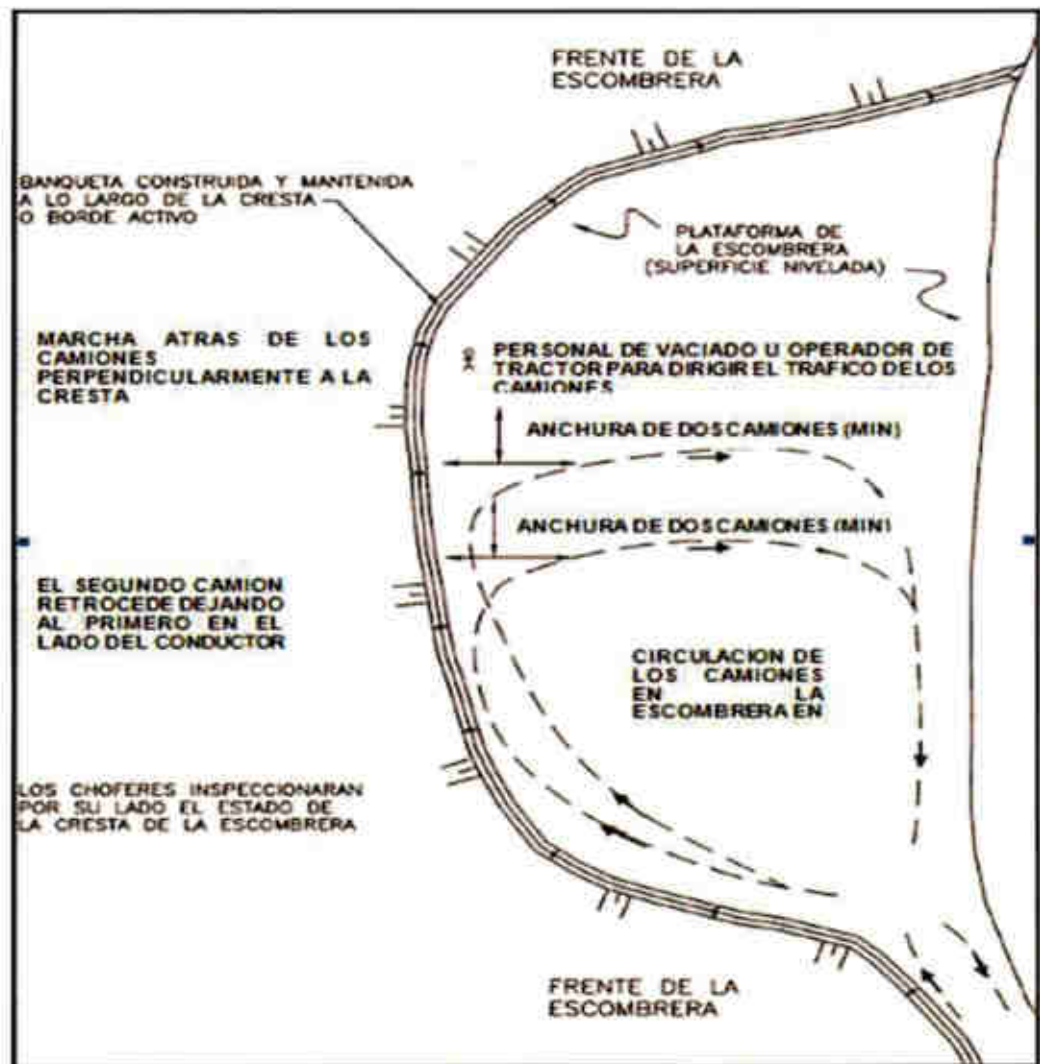 FRENTE DE LA
ESCOMBRERA
BANQUETA CONSTRUIDA Y MANTENIDA
A LO LARGO DE LA CRESTA
O BORDE ACTIVO
PLATAFORMA DE
LA ESCOMBRERA
(SUPERFICIE NIVELADA)
MARCHA ATRAS DE LOS
CAMIONES
PERPENDICULARMENTE A LA
CRESTA
PERSONAL DE VACIADO U OPERADOR DE
TRACTOR PARA DIRIGIR EL TRAFICO DE LOS
CAMIONES
ANCHURA DE DOS CAMIONES (MIN)
ANCHURA DE DOS CAMIONES (MIN)
EL SEGUNDO CAMION
RETROCEDE DEJANDO
AL PRIMERO EN EL
LADO DEL CONDUCTOR
CIRCULACION DE
LOS CAMIONES
EN LA
ESCOMBRERA EN
LOS CHOFERES INSPECCIONARAN
POR SU LADO EL ESTADO DE
LA CRESTA DE LA ESCOMBRERA
FRENTE DE LA
ESCOMBRERA